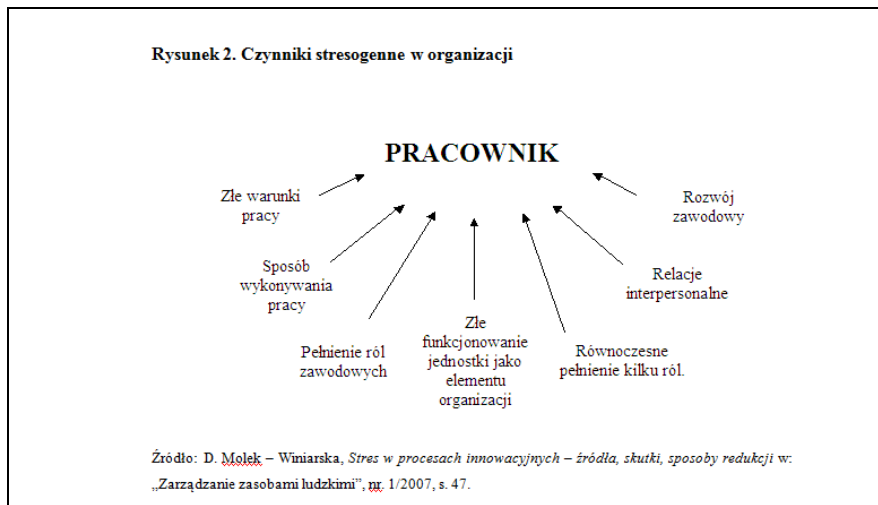 Rysunek 2. Czynniki stresogenne w organizacji
PRACOWNIK
Złe warunki
pracy
Sposób
wykonywania
pracy
Pełnienie ról
zawodowych
Złe
funkcjonowanie
jednostki jako
elementu
organizacji
Równoczesne
pełnienie kilku ról.
Relacje
interpersonalne
Rozwój
zawodowy
Źródło: D. Molek – Winiarska, Stres w procesach innowacyjnych – źródła, skutki, sposoby redukcji w:
„Zarządzanie zasobami ludzkimi”, nr. 1/2007, s. 47.